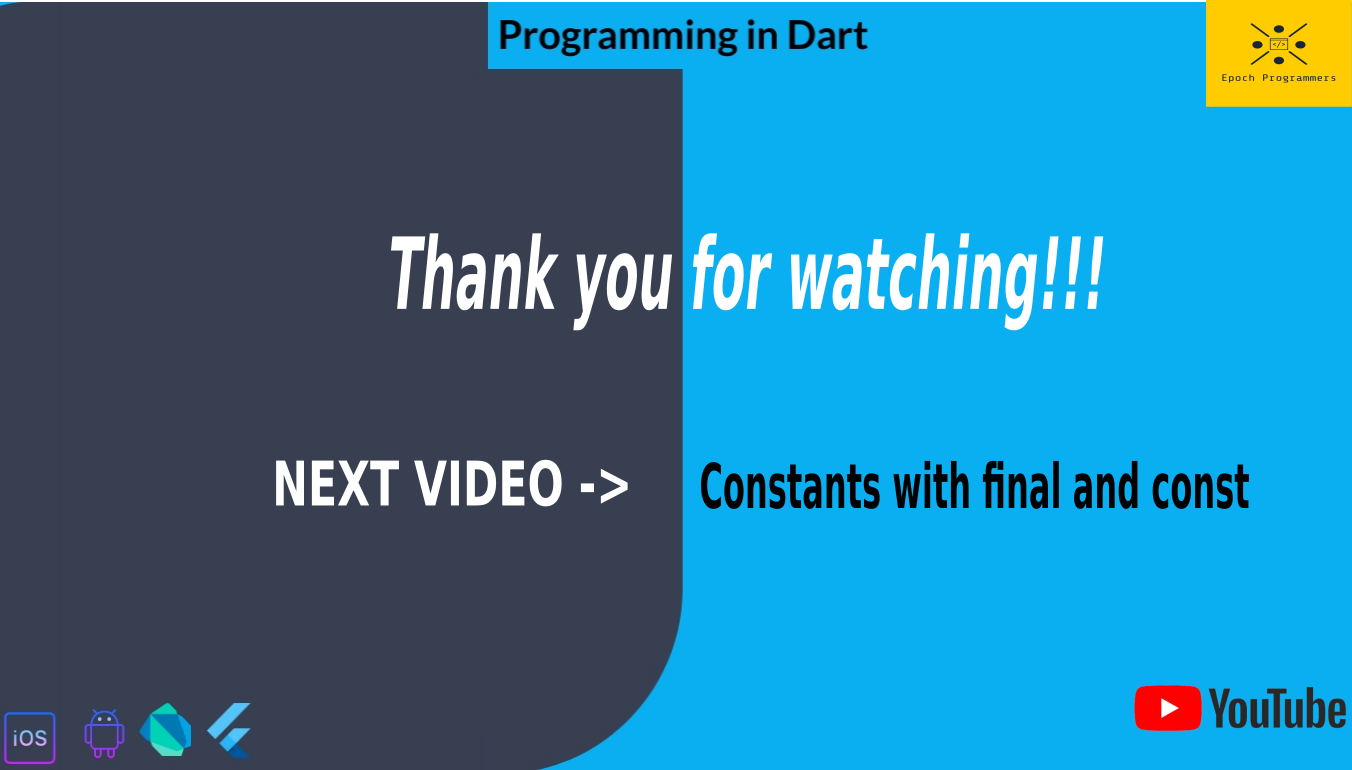 Programming in Dart
</>
Epoch Programmers
Thank you for watching!!!
NEXT VIDEO -> Constants with final and const
iOS
YouTube